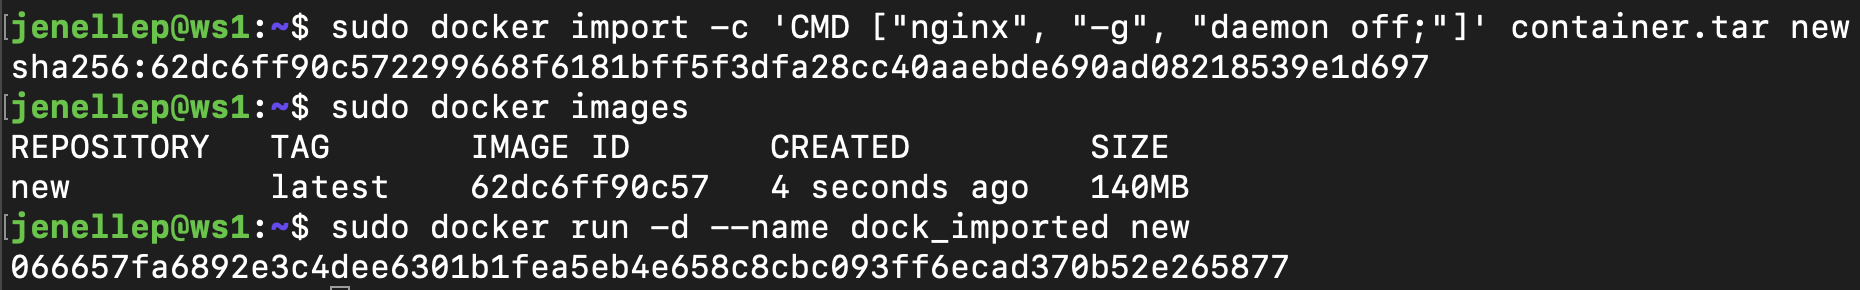 jenellep@ws1:~$ sudo docker import -c 'CMD ["nginx", "-g", "daemon off;"]' container.tar new
sha256:62dc6ff90c572299668f6181bff5f3dfa28cc40aaebde690ad08218539e1d697
jenellep@ws1:~$ sudo docker images
REPOSITORY   TAG       IMAGE ID       CREATED         SIZE
new          latest    62dc6ff90c57   4 seconds ago   140MB
jenellep@ws1:~$ sudo docker run -d --name dock_imported new
066657fa6892e3c4dee6301b1fea5eb4e658c8cbc093ff6ecad370b52e265877